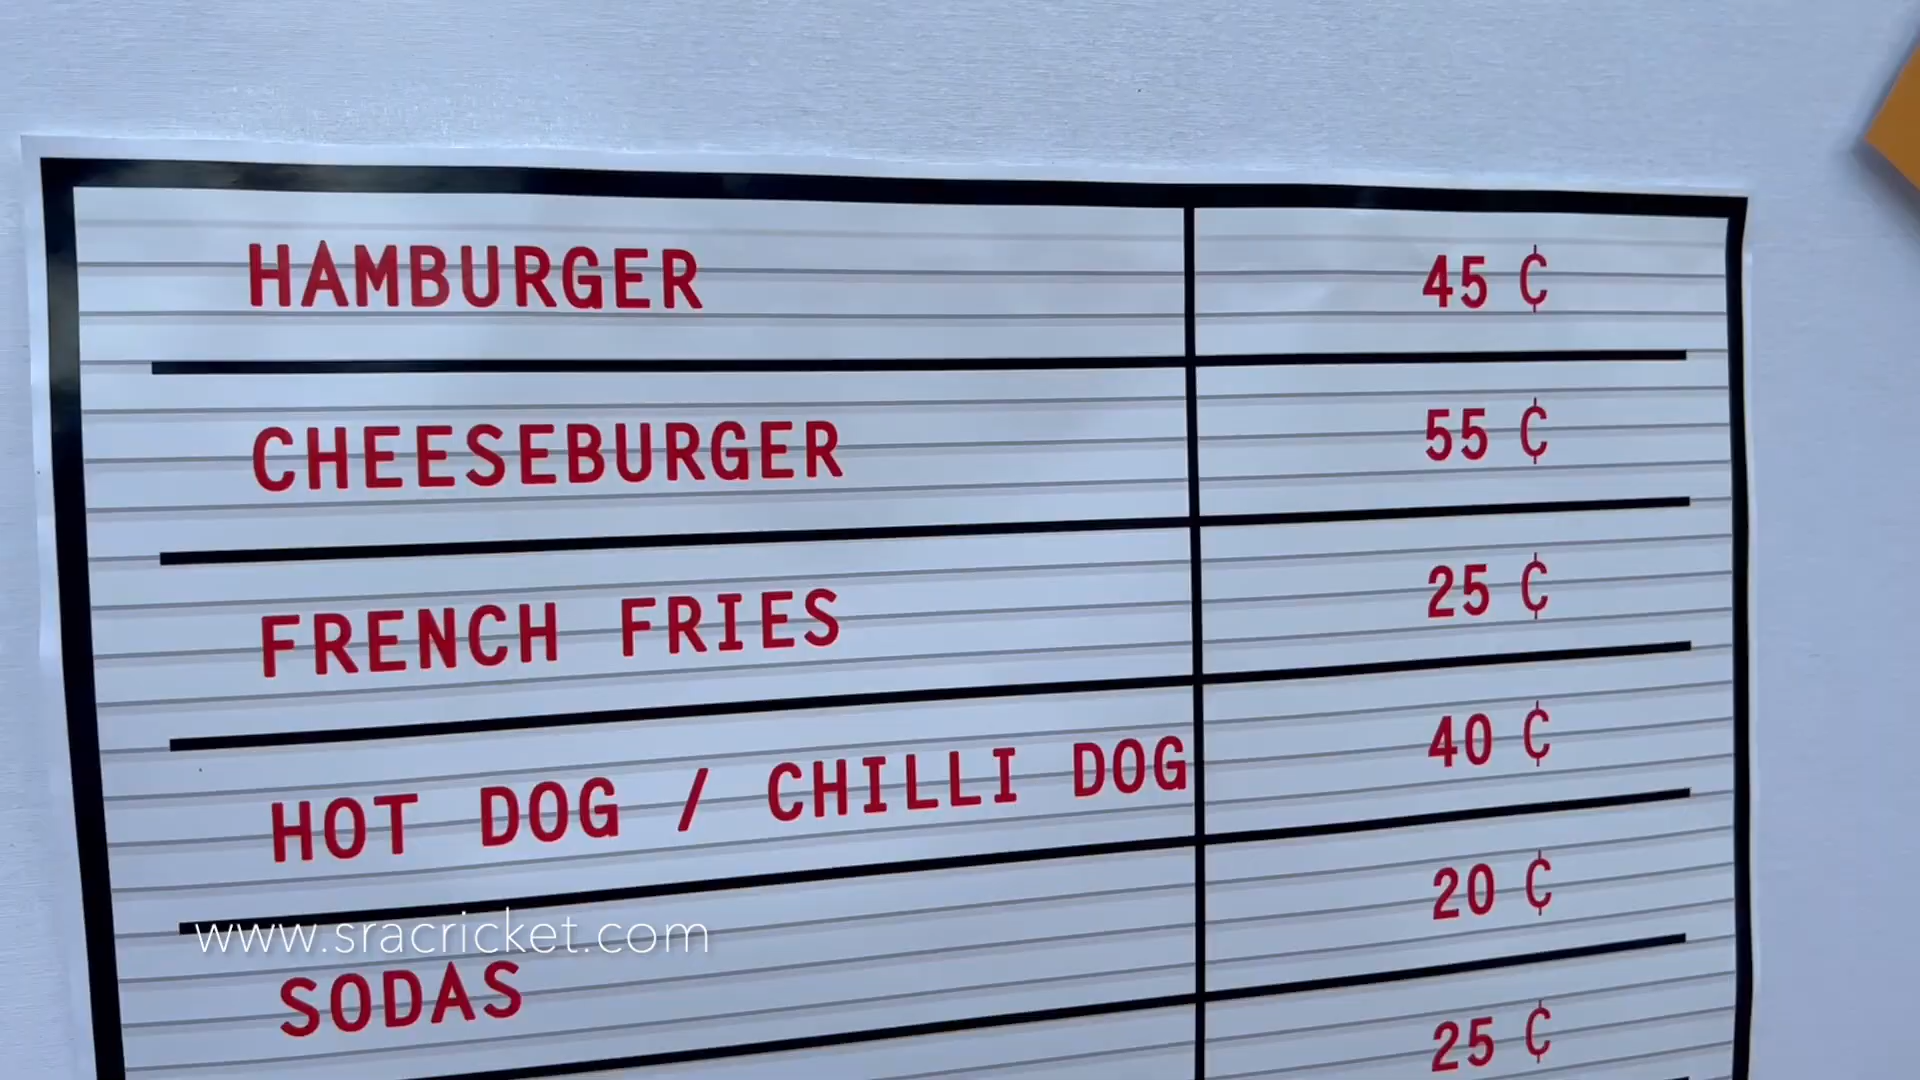 HAMBURGER 45 ¢
CHEESEBURGER 55 ¢
FRENCH FRIES 25 ¢
HOT DOG / CHILLI DOG 40 ¢
www.sracricket.com
SODAS 20 ¢
25 ¢